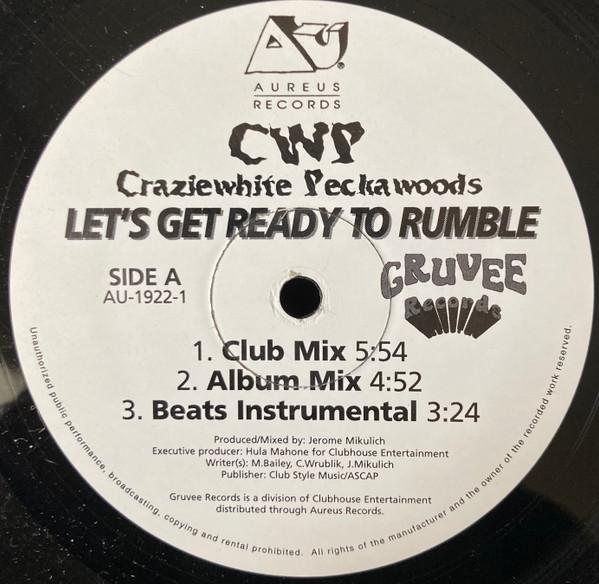 AU
AUREUS
RECORDS
CWP
Craziewhite Peckawoods
LET'S GET READY TO RUMBLE
SIDE A
AU-1922-1
GRUVEE
Records
1. Club Mix 5:54
2. Album Mix 4:52
3. Beats Instrumental 3:24
Produced/Mixed by: Jerome Mikulich
Executive producer: Hula Mahone for Clubhouse Entertainment
Writer(s): M.Bailey, C.Wrublik, J.Mikulich
Publisher: Club Style Music/ASCAP
Gruvee Records is a division of Clubhouse Entertainment
distributed through Aureus Records.
Unauthorized public performance, broadcasting, copying and rental prohibited. All rights of the manufacturer and the owner of the recorded work reserved.